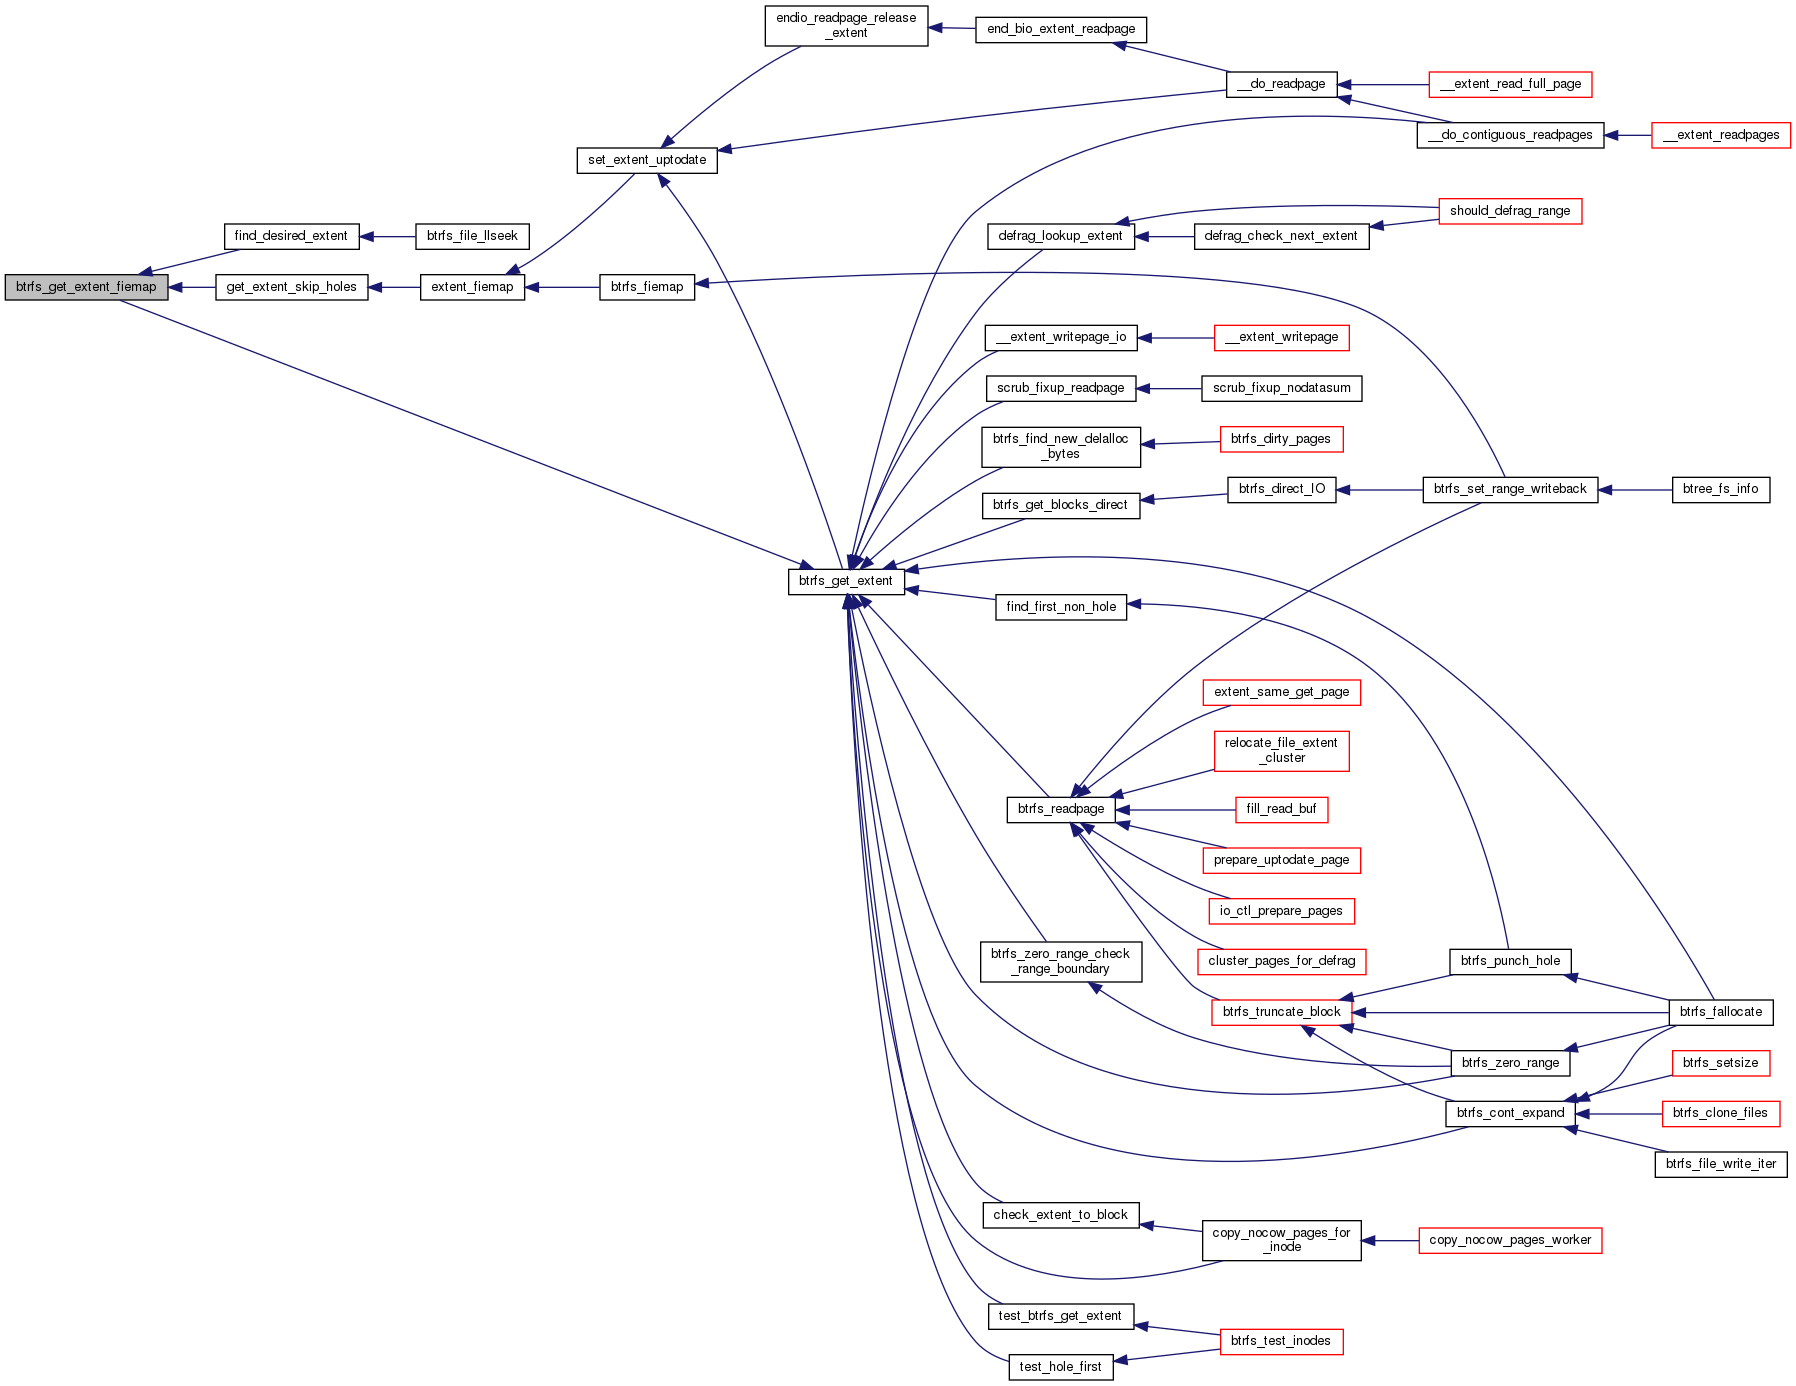 endio_readpage_release
_extent
end_bio_extent_readpage
__do_readpage
__extent_read_full_page
__do_contiguous_readpages
__extent_readpages
set_extent_uptodate
should_defrag_range
find_desired_extent
btrfs_file_llseek
defrag_lookup_extent
defrag_check_next_extent
btrfs_get_extent_fiemap
get_extent_skip_holes
extent_fiemap
btrfs_fiemap
__extent_writepage_io
__extent_writepage
scrub_fixup_readpage
scrub_fixup_nodatasum
btrfs_find_new_delalloc
_bytes
btrfs_dirty_pages
btrfs_get_blocks_direct
btrfs_direct_IO
btrfs_set_range_writeback
btree_fs_info
btrfs_get_extent
find_first_non_hole
extent_same_get_page
relocate_file_extent
_cluster
btrfs_readpage
fill_read_buf
prepare_uptodate_page
io_ctl_prepare_pages
btrfs_zero_range_check
_range_boundary
cluster_pages_for_defrag
btrfs_punch_hole
btrfs_truncate_block
btrfs_fallocate
btrfs_zero_range
btrfs_setsize
btrfs_cont_expand
btrfs_clone_files
btrfs_file_write_iter
check_extent_to_block
copy_nocow_pages_for
_inode
copy_nocow_pages_worker
test_btrfs_get_extent
btrfs_test_inodes
test_hole_first